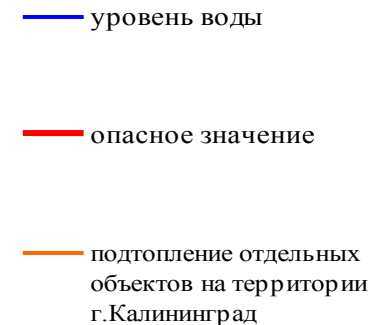 уровень воды
опасное значение
подтопление отдельных
объектов на территории
г.Калининград